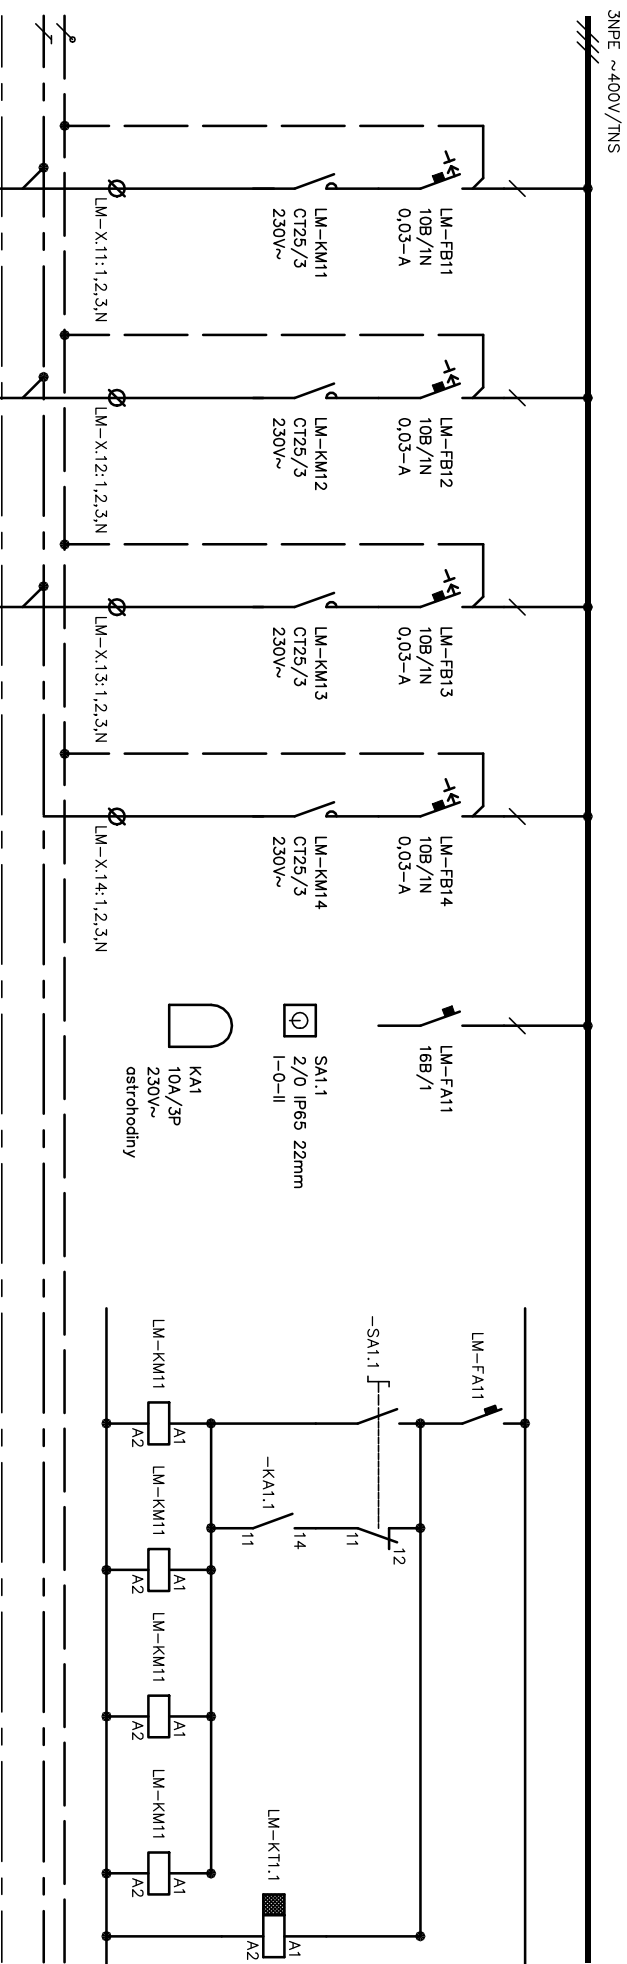 3NPE ~400V/TNS
LM-FB11
10B/1N
0,03-A
LM-KM11
CT25/3
230V~
LM-X.11:1,2,3,N
LM-FB12
10B/1N
0,03-A
LM-KM12
CT25/3
230V~
LM-X.12:1,2,3,N
LM-FB13
10B/1N
0,03-A
LM-KM13
CT25/3
230V~
LM-X.13:1,2,3,N
LM-FB14
10B/1N
0,03-A
LM-KM14
CT25/3
230V~
LM-X.14:1,2,3,N
LM-FA11
16B/1
SA1.1
2/0 IP65 22mm
I-0-II
KA1
10A/3P
230V~
astrohodiny
LM-FA11
-SA1.1
12
11
-KA1.1
14
11
LM-KM11
A1
A2
LM-KM11
A1
A2
LM-KM11
A1
A2
LM-KM11
A1
A2
LM-KT1.1
A1
A2